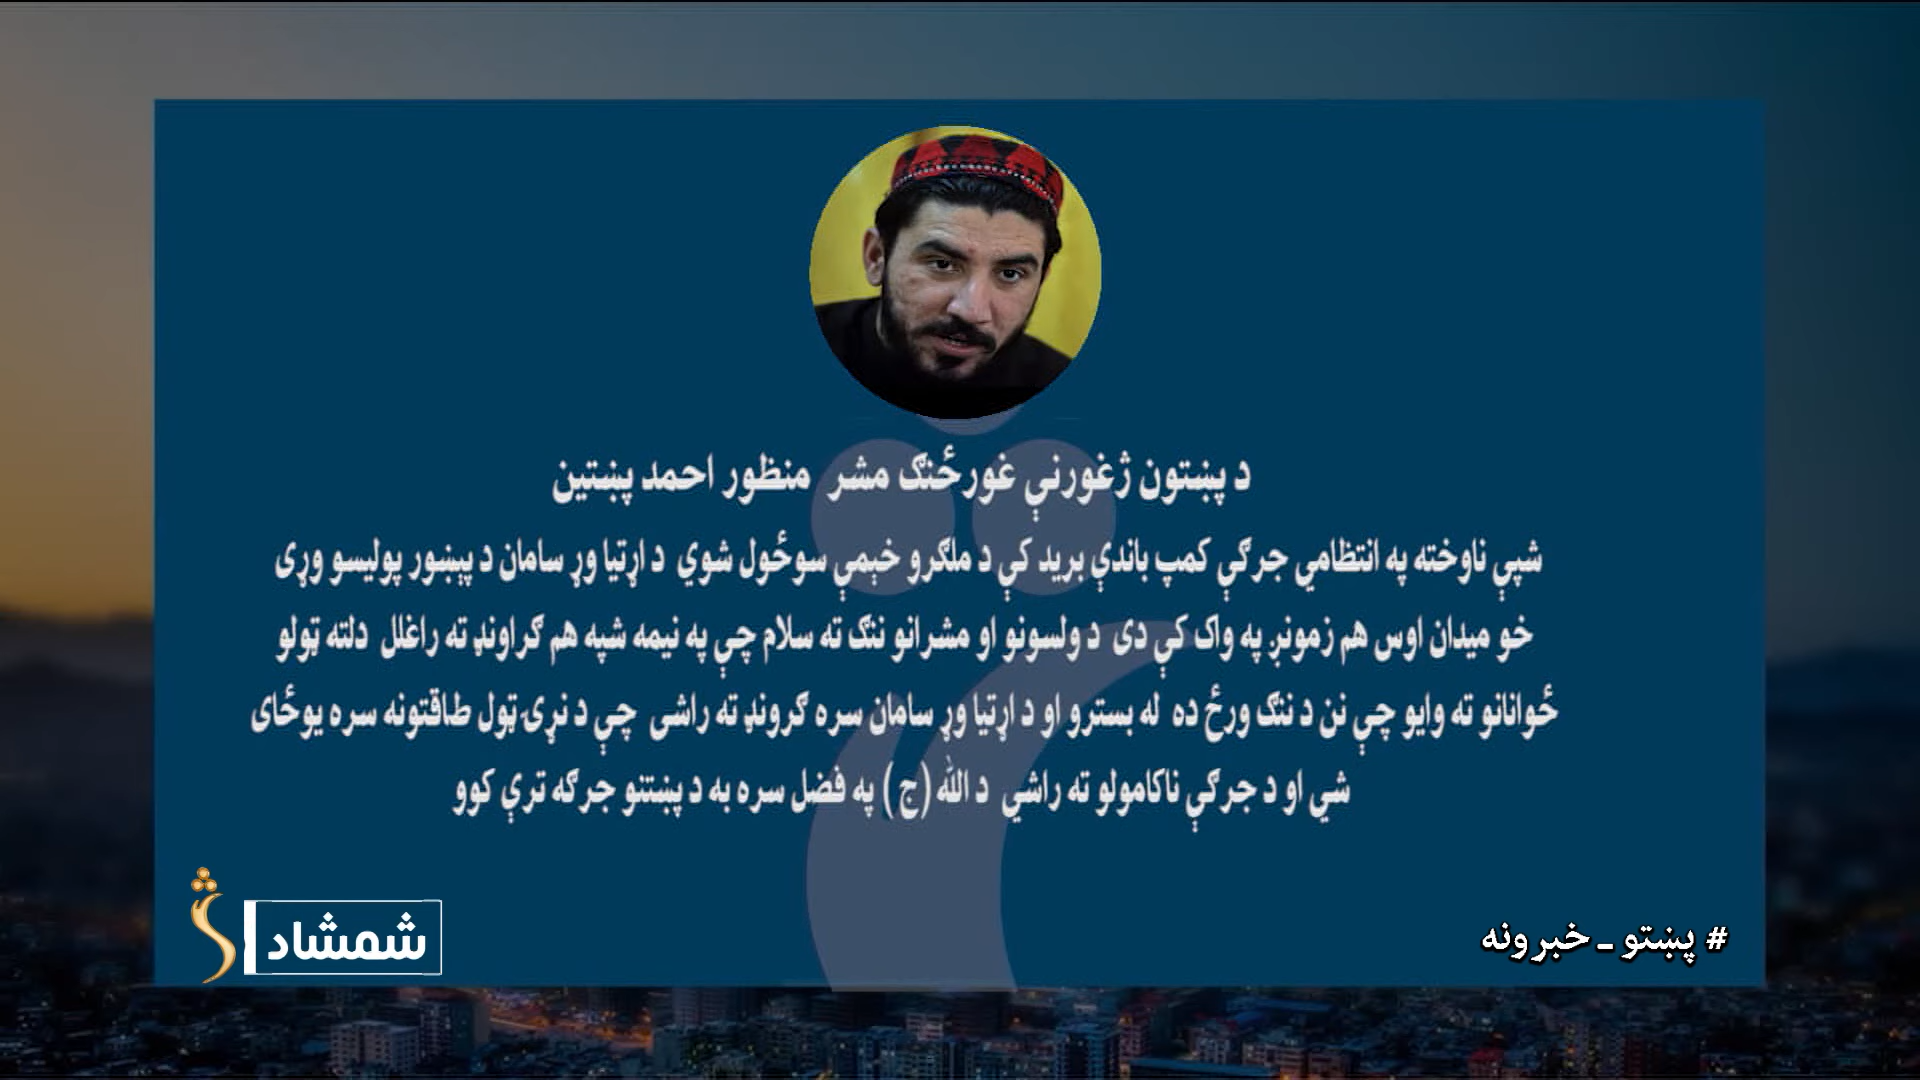 د پښتون ژغورنې غورځنګ مشر منظور احمد پښتین
شپې ناوخته په انتظامي جرګې کمپ باندې برید کې د ملګرو خېمې سوځول شوي د اړتیا وړ سامان د پېښور پولیسو وړی
خو میدان اوس هم زمونږ په واک کې دی د ولسونو او مشرانو ننګ ته سلام چې په نیمه شپه هم ګراونډ ته راغلل دلته ټولو
ځوانانو ته وایو چې نن د ننګ ورځ ده له بسترو او د اړتیا وړ سامان سره ګرونډ ته راشی چې د نړۍ ټول طاقتونه سره یوځای
شي او د جرګې ناکامولو ته راشي د الله (ج) په فضل سره به د پښتنو جرګه ترې کوو
شمشاد
# پښتو ـ خبرونه